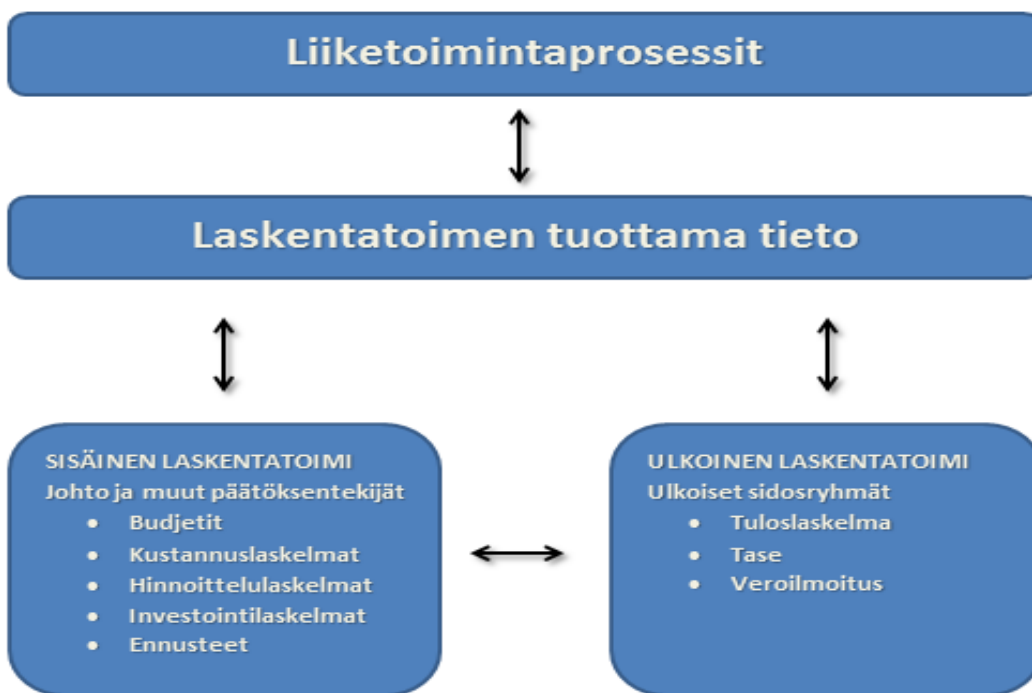 Liiketoimintaprosessit
Laskentatoimen tuottama tieto
SISÄINEN LASKENTATOIMI
Johto ja muut päätöksentekijät
• Budjetit
• Kustannuslaskelmat
• Hinnoittelulaskelmat
• Investointilaskelmat
• Ennusteet
ULKOINEN LASKENTATOIMI
Ulkoiset sidosryhmät
• Tuloslaskelma
• Tase
• Veroilmoitus